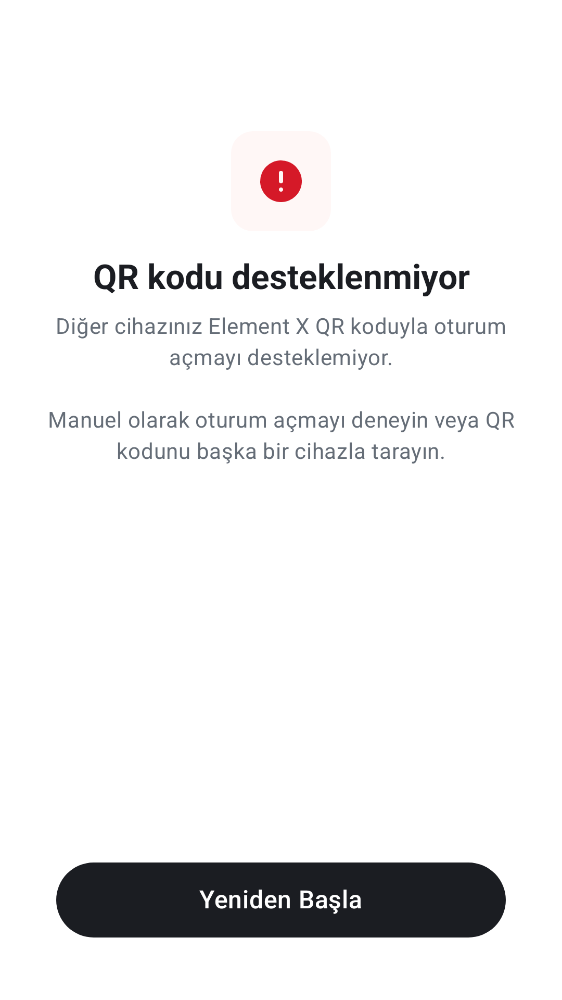 QR kodu desteklenmiyor
Diğer cihazınız Element X QR koduyla oturum
açmayı desteklemiyor.
Manuel olarak oturum açmayı deneyin veya QR
kodunu başka bir cihazla tarayın.
Yeniden Başla